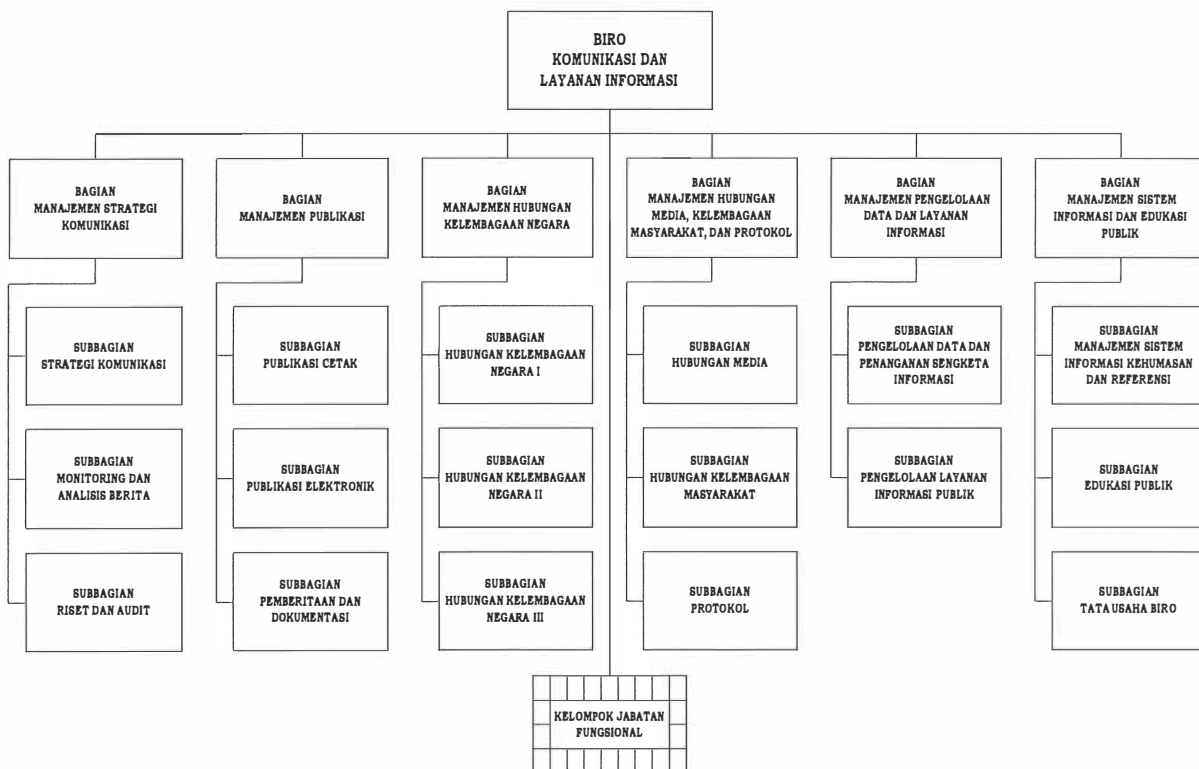 BIRO
KOMUNIKASI DAN
LAYANAN INFORMASI
BAGIAN
MANAJEMEN STRATEGI
KOMUNIKASI
BAGIAN
MANAJEMEN PUBLIKASI
BAGIAN
MANAJEMEN HUBUNGAN
KELEMBAGAAN NEGARA
BAGIAN
MANAJEMEN HUBUNGAN
MEDIA, KELEMBAGAAN
MASYARAKAT, DAN PROTOKOL
BAGIAN
MANAJEMEN PENGELOLAAN
DATA DAN LAYANAN
INFORMASI
BAGIAN
MANAJEMEN SISTEM
INFORMASI DAN EDUKASI
PUBLIK
SUBBAGIAN
STRATEGI KOMUNIKASI
SUBBAGIAN
PUBLIKASI CETAK
SUBBAGIAN
HUBUNGAN KELEMBAGAAN
NEGARA I
SUBBAGIAN
HUBUNGAN MEDIA
SUBBAGIAN
PENGELOLAAN DATA DAN
PENANGANAN SENGKETA
INFORMASI
SUBBAGIAN
MANAJEMEN SISTEM
INFORMASI KEHUMASAN
DAN REFERENSI
SUBBAGIAN
MONITORING DAN
ANALISIS BERITA
SUBBAGIAN
PUBLIKASI ELEKTRONIK
SUBBAGIAN
HUBUNGAN KELEMBAGAAN
NEGARA II
SUBBAGIAN
HUBUNGAN KELEMBAGAAN
MASYARAKAT
SUBBAGIAN
PENGELOLAAN LAYANAN
INFORMASI PUBLIK
SUBBAGIAN
EDUKASI PUBLIK
SUBBAGIAN
RISET DAN AUDIT
SUBBAGIAN
PEMBERITAAN DAN
DOKUMENTASI
SUBBAGIAN
HUBUNGAN KELEMBAGAAN
NEGARA III
SUBBAGIAN
PROTOKOL
SUBBAGIAN
TATA USAHA BIRO
KELOMPOK JABATAN
FUNGSIONAL